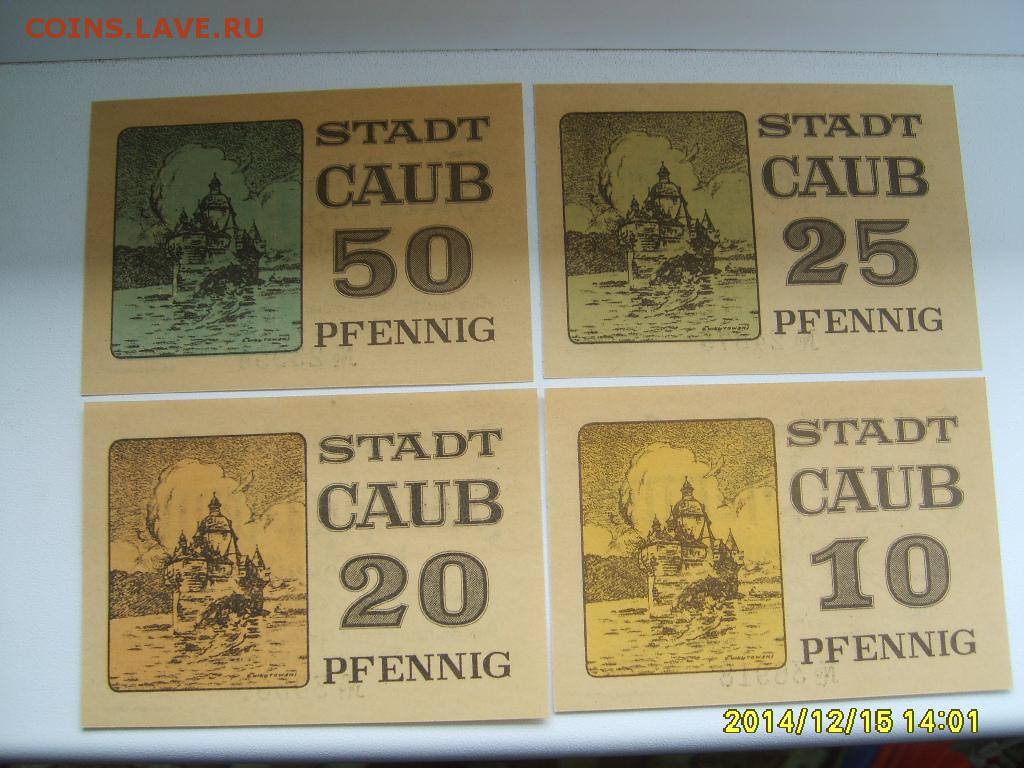 COINS.LAVE.RU
STADT
CAUB
50
PFENNIG
STADT
CAUB
25
PFENNIG
STADT
CAUB
20
PFENNIG
STADT
CAUB
10
PFENNIG
2014/12/15 14:01